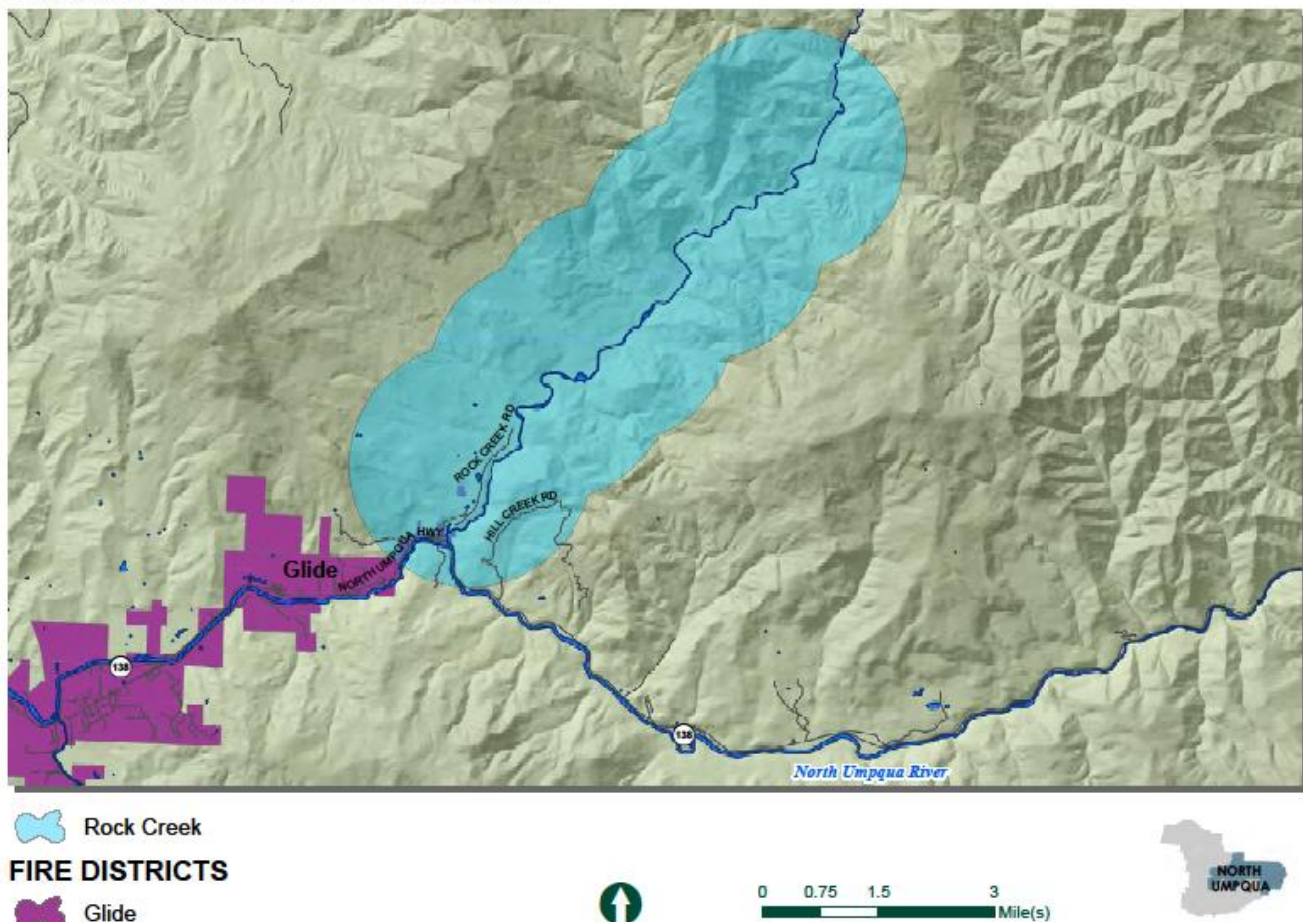 ROCK CREEK RD
HILL CREEK RD
NORTH UMPQUA HWY
Glide
138
138
North Umpqua River
Rock Creek
FIRE DISTRICTS
Glide
0 0.75 1.5 3
Mile(s)
NORTH
UMPQUA